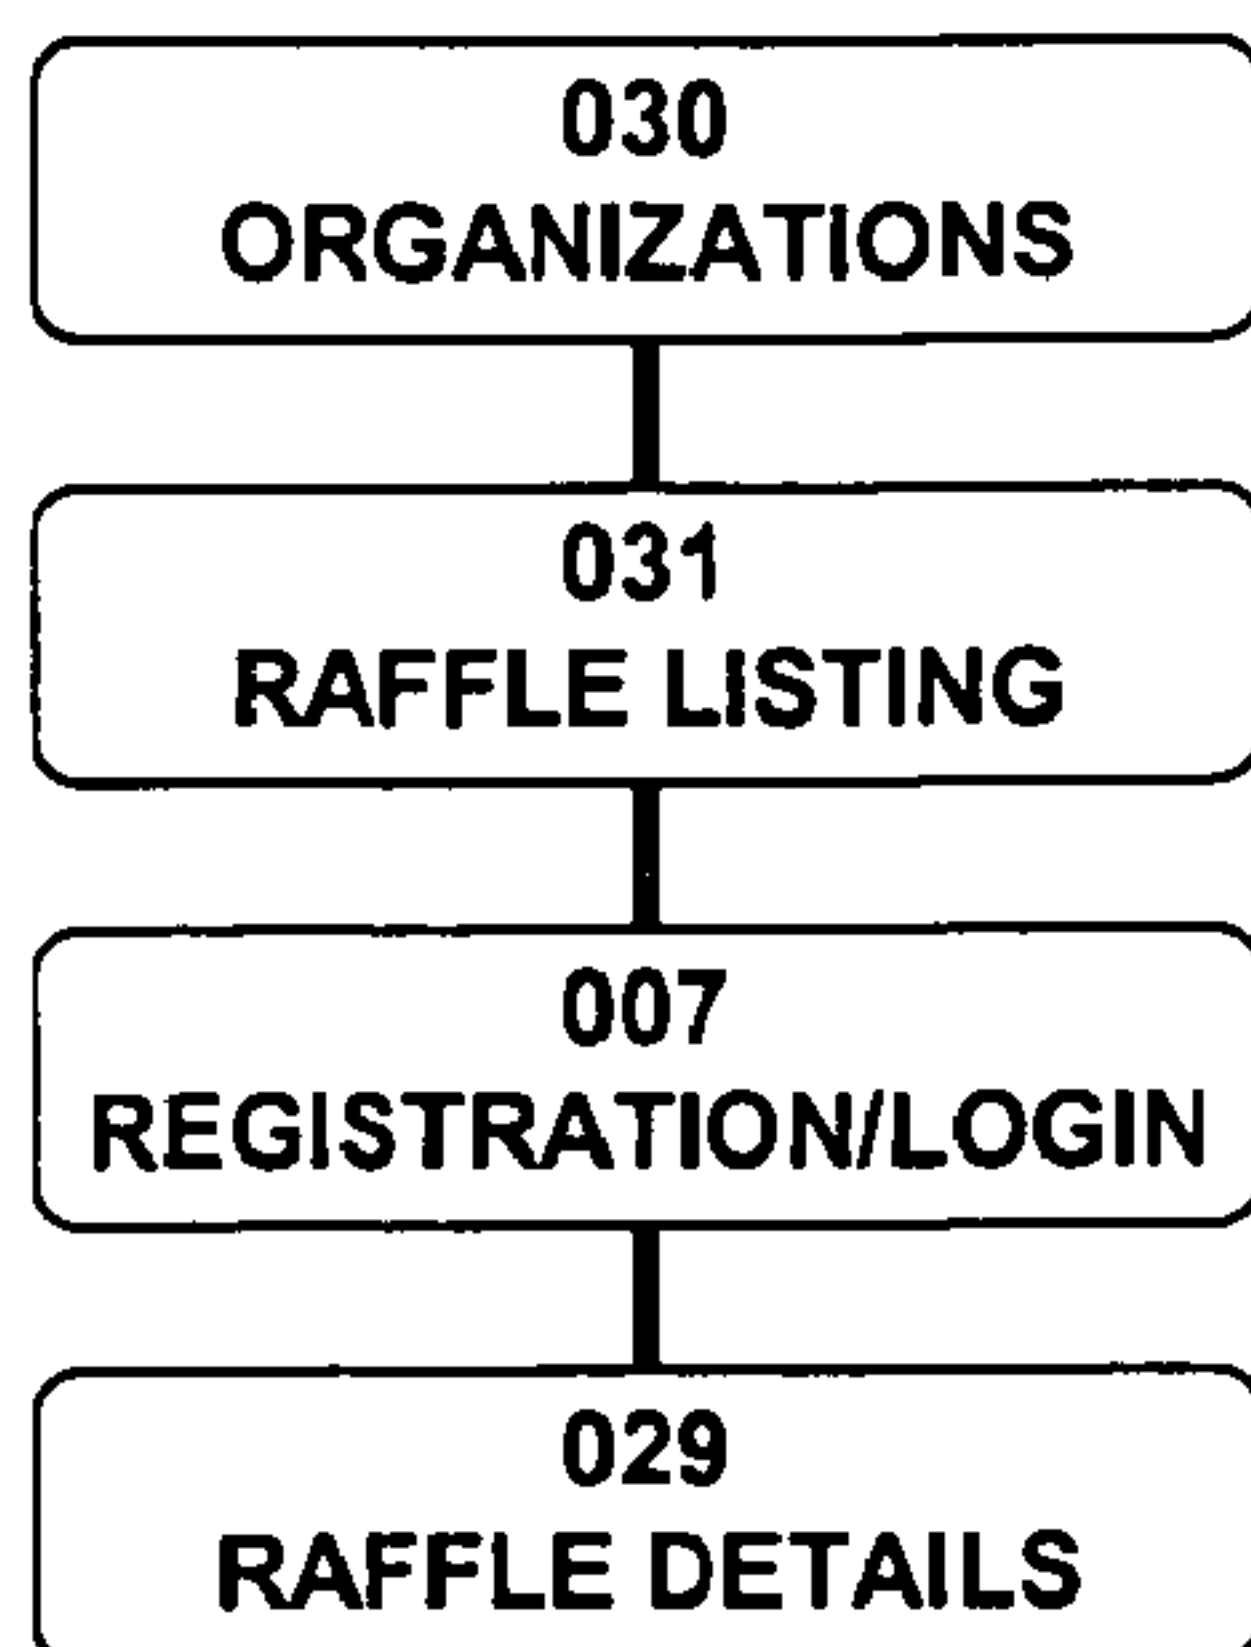 030
ORGANIZATIONS
031
RAFFLE LISTING
007
REGISTRATION/LOGIN
029
RAFFLE DETAILS